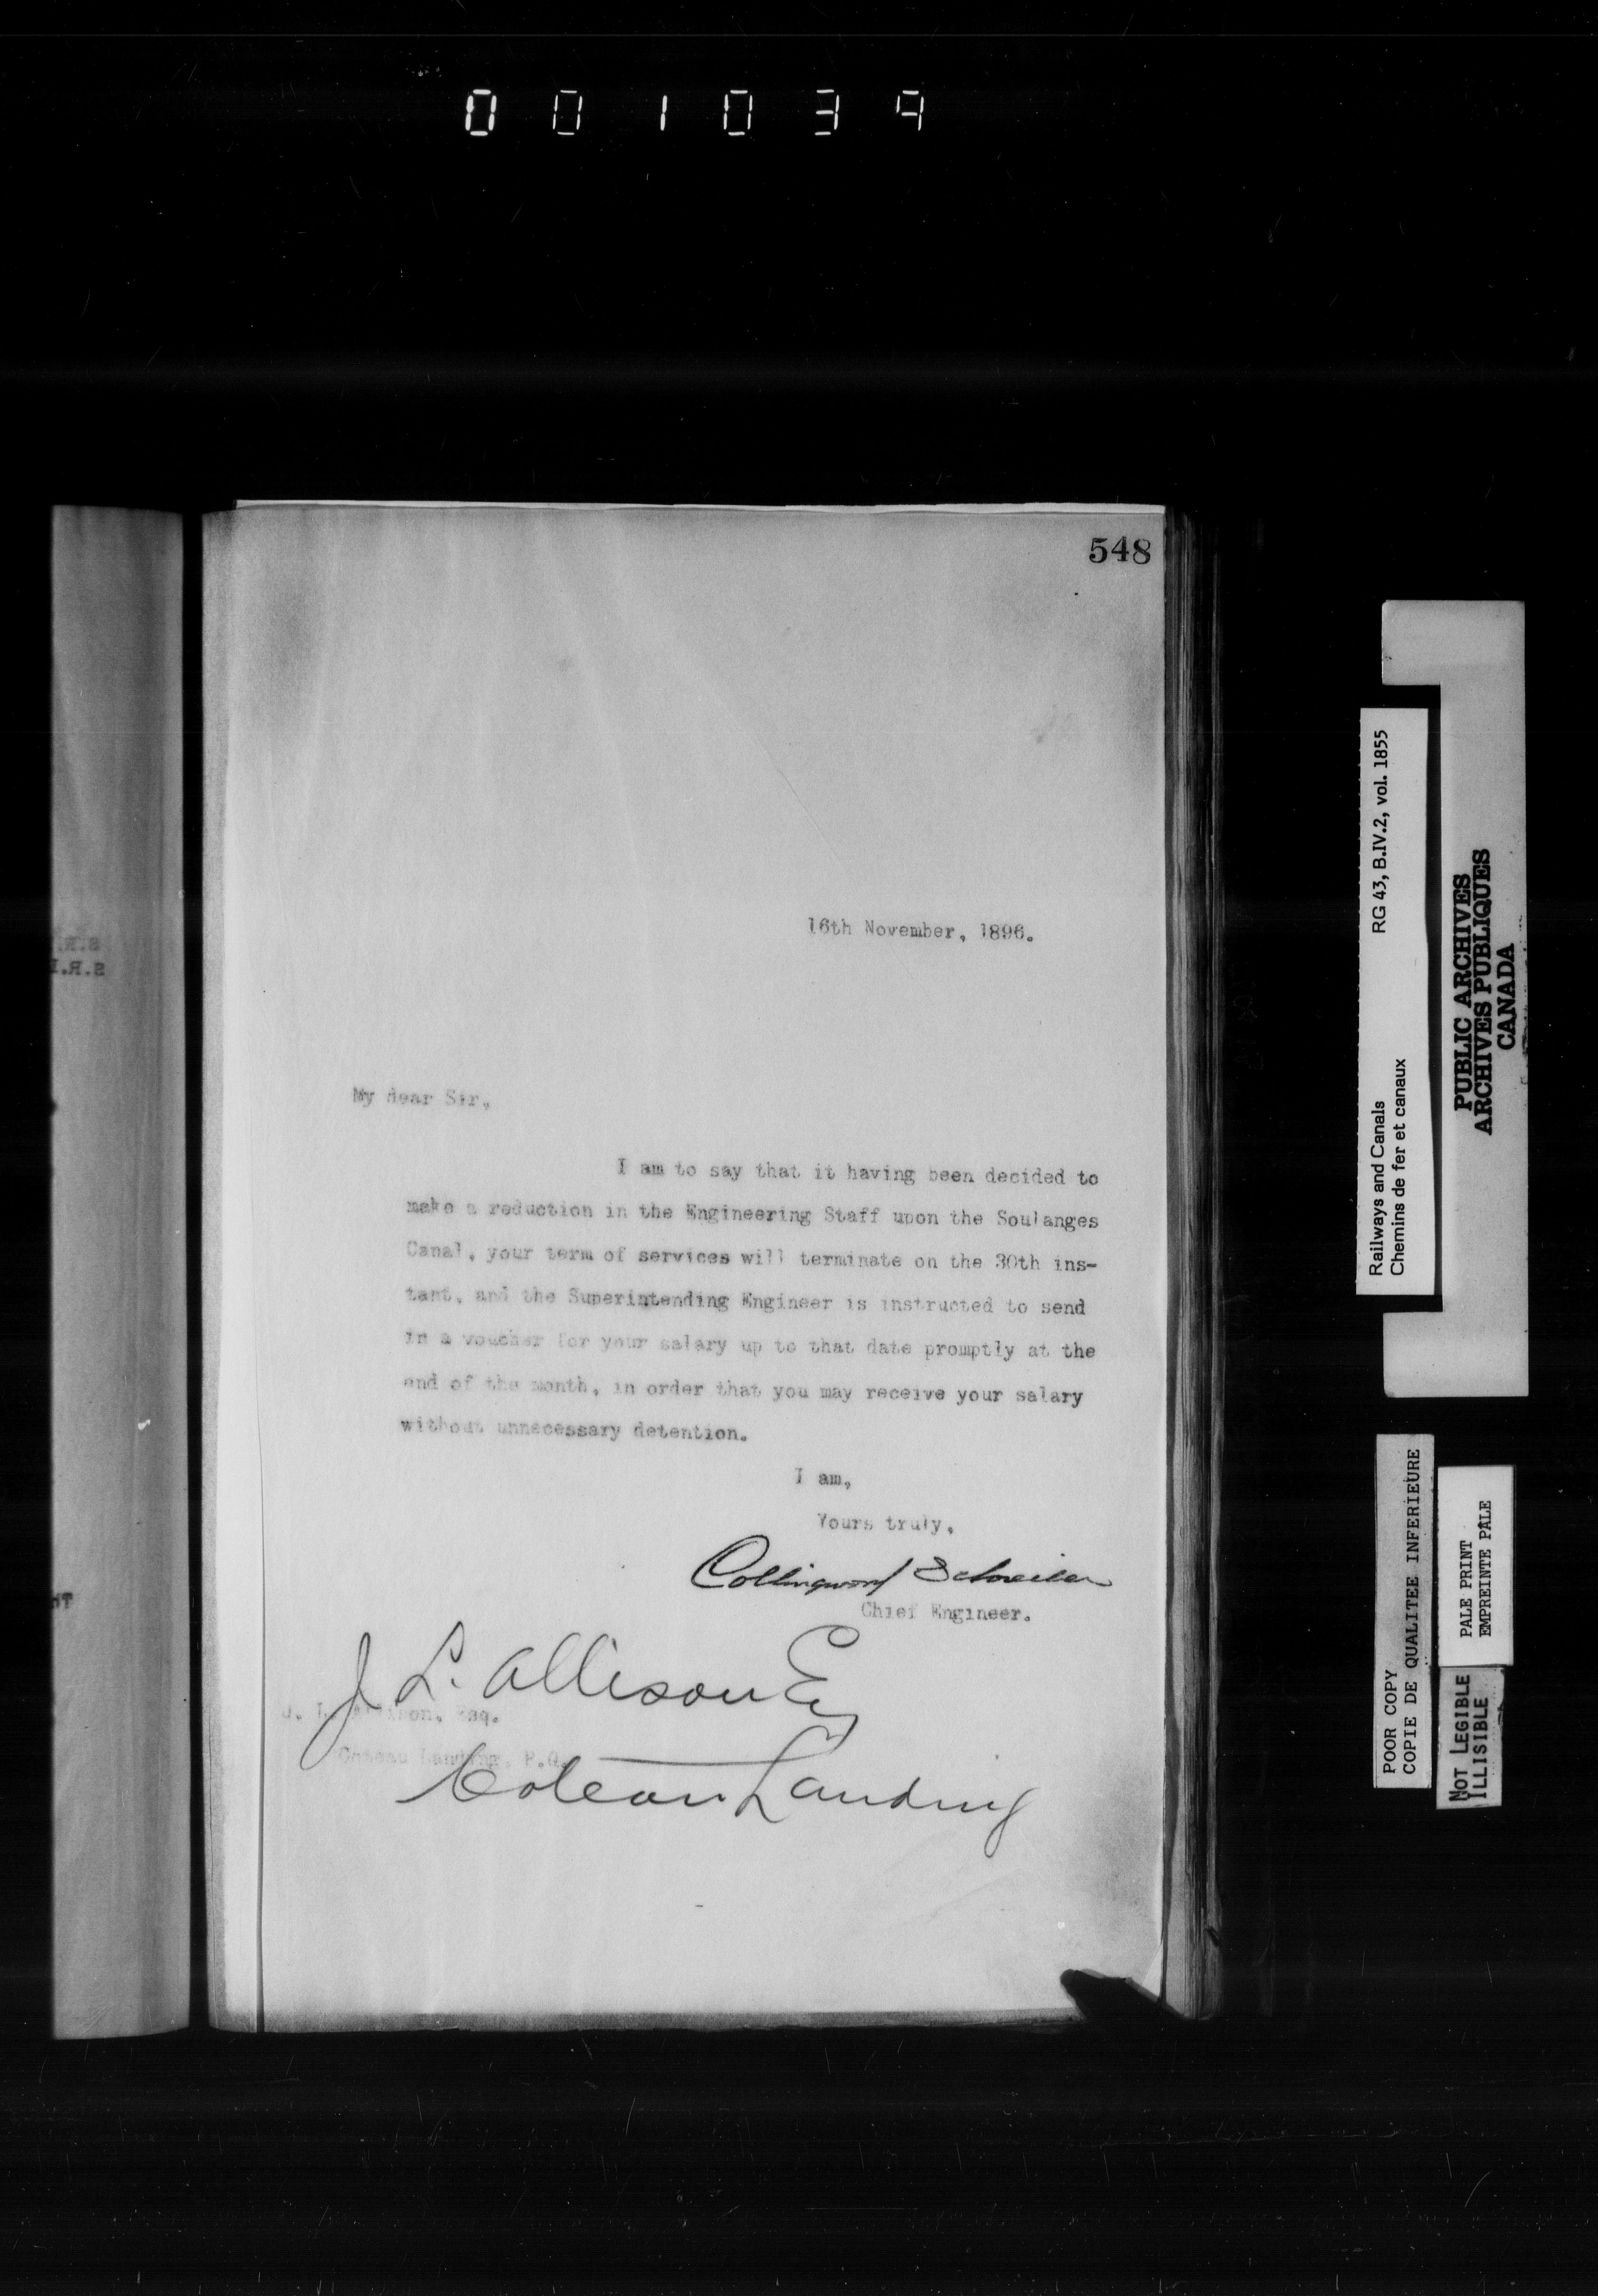 001039
548
16th November, 1896.
My dear Sir,
I am to say that it having been decided to
make a reduction in the Engineering Staff upon the Soulanges
Canal, your term of services will terminate on the 30th ins-
tant, and the Superintending Engineer is instructed to send
in a voucher for your salary up to that date promptly at the
end of the month, in order that you may receive your salary
without unnecessary detention.
I am,
Yours truly,
Collingwood Schreiber
Chief Engineer.
J. L. Allison Esq
J. L. Allison, Esq.
Coteau Landing, P.Q.
Coteau Landing
Railways and Canals RG 43, B.IV.2, vol. 1855
Chemins de fer et canaux
PUBLIC ARCHIVES
ARCHIVES PUBLIQUES
CANADA
POOR COPY
COPIE DE QUALITEE INFERIEURE
PALE PRINT
EMPREINTE PÂLE
NOT LEGIBLE
ILLISIBLE